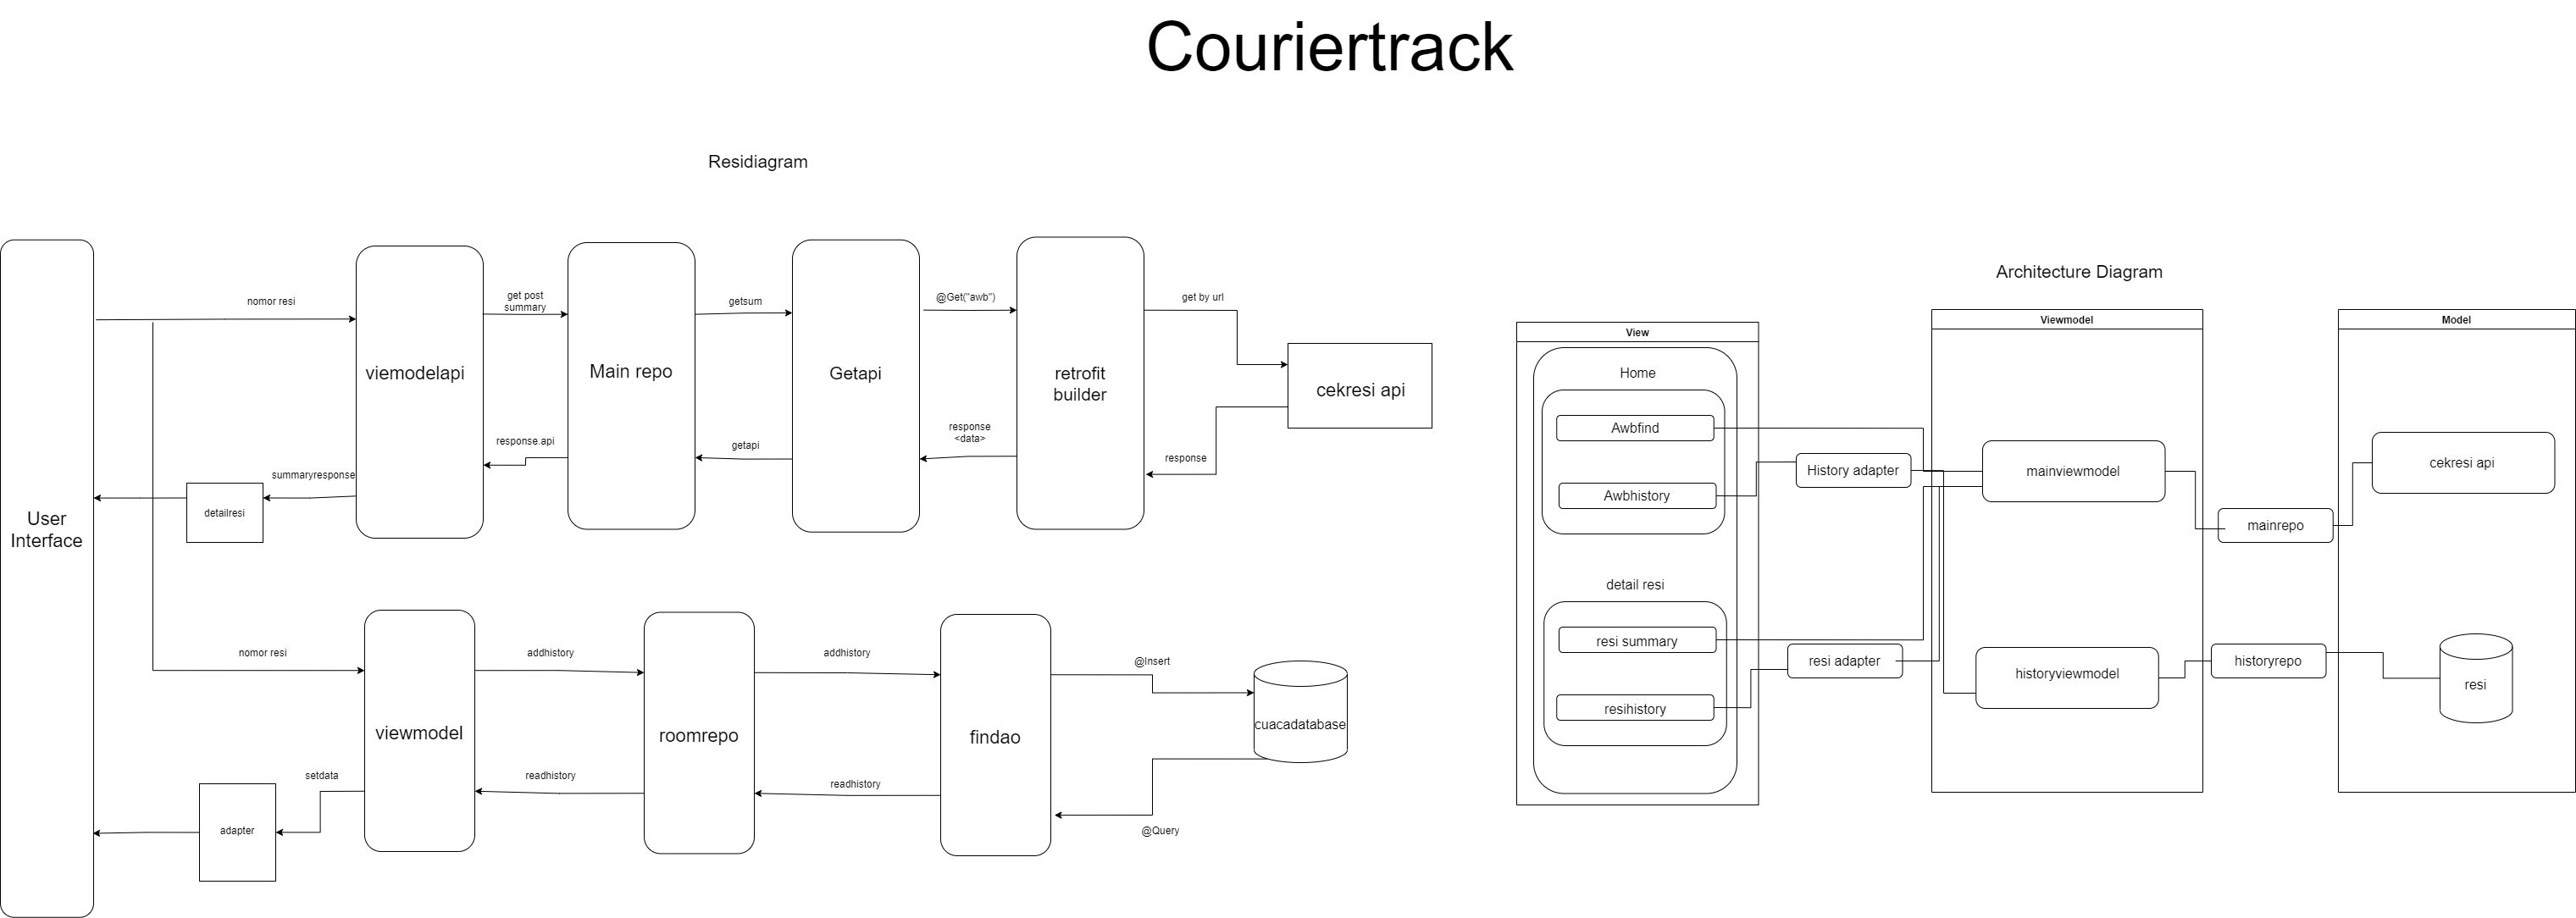 Couriertrack
Residiagram
nomor resi
viemodelapi
get post
summary
Main repo
getsum
Getapi
@Get("awb")
retrofit
builder
get by url
cekresi api
response
response
<data>
getapi
response.api
summaryresponse
detailresi
User
Interface
nomor resi
viewmodel
addhistory
roomrepo
addhistory
findao
@Insert
cuacadatabase
@Query
readhistory
readhistory
setdata
adapter
Architecture Diagram
View
Home
Awbfind
Awbhistory
detail resi
resi summary
resihistory
History adapter
resi adapter
Viewmodel
mainviewmodel
historyviewmodel
mainrepo
historyrepo
Model
cekresi api
resi